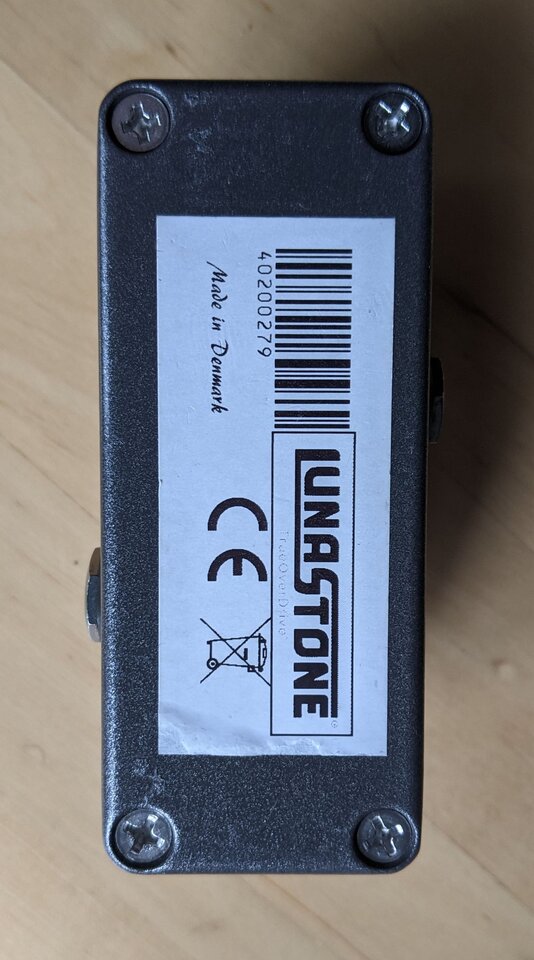 40200279
Made in Denmark
LUNASTONE®
TrueOverDrive
CE